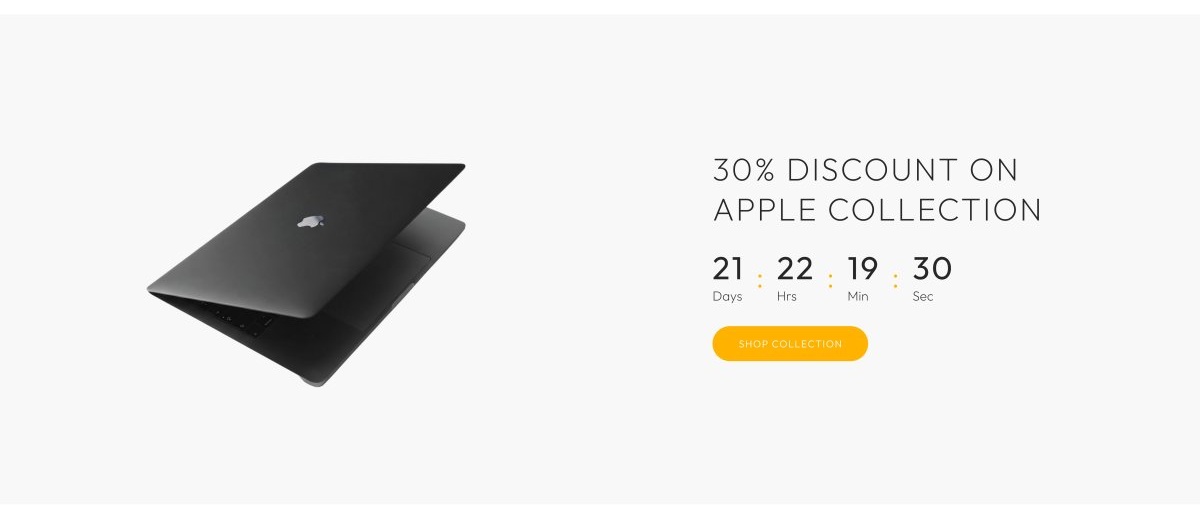 30% DISCOUNT ON
APPLE COLLECTION
21 : 22 : 19 : 30
Days Hrs Min Sec
SHOP COLLECTION